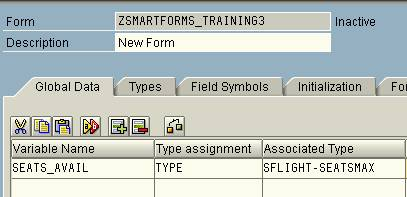 Form ZSMARTFORMS_TRAINING3 Inactive
Description New Form
Global Data Types Field Symbols Initialization Fo
Variable Name Type assignment Associated Type
SEATS_AVAIL TYPE SFLIGHT-SEATSMAX